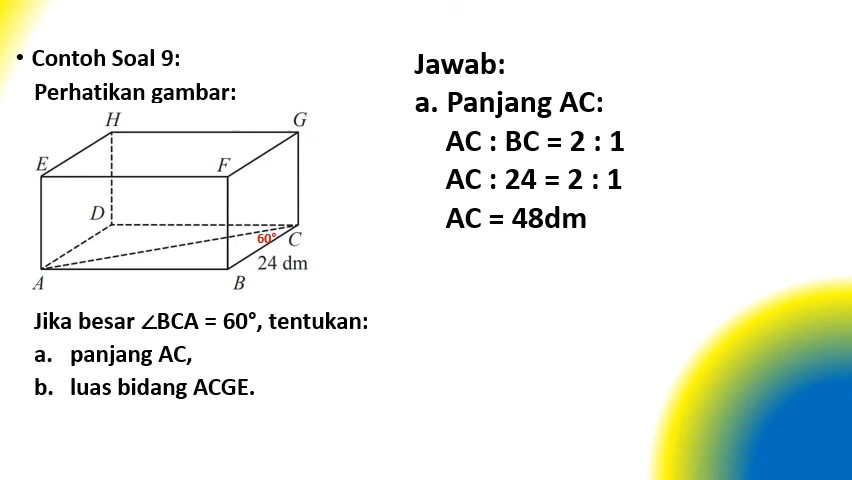 • Contoh Soal 9:
Perhatikan gambar:
H
G
E
F
D
60°
C
24 dm
A
B
Jika besar ∠BCA = 60°, tentukan:
a. panjang AC,
b. luas bidang ACGE.
Jawab:
a. Panjang AC:
AC : BC = 2 : 1
AC : 24 = 2 : 1
AC = 48dm